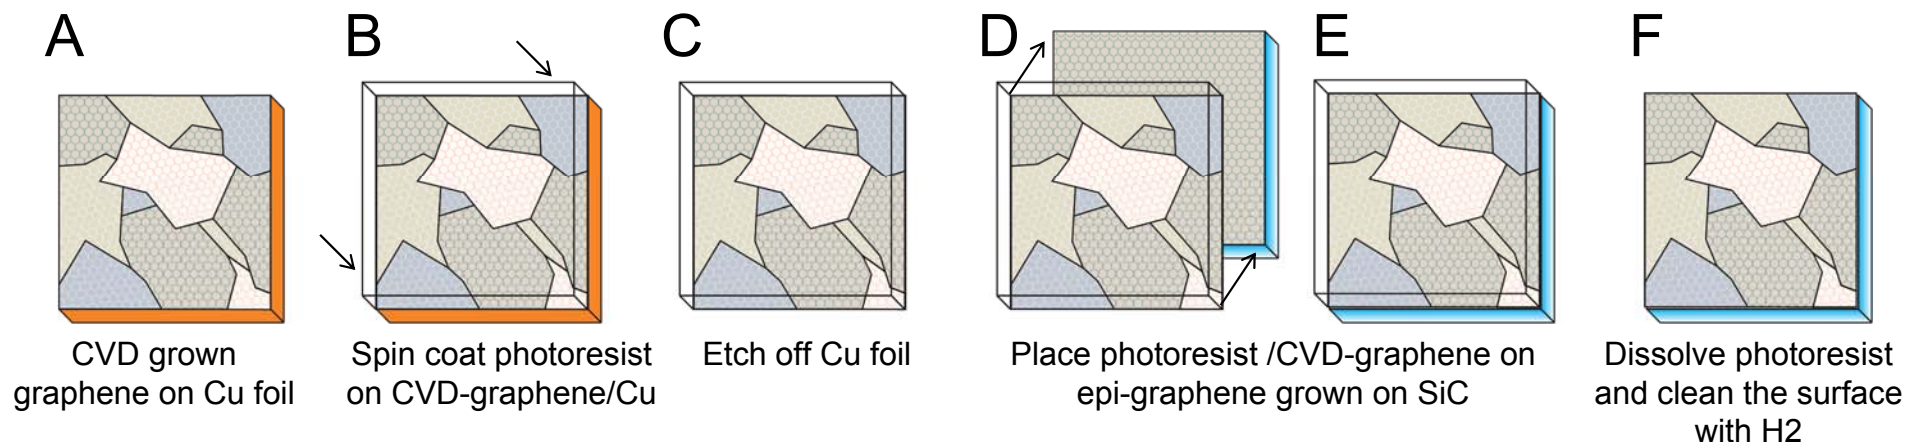 A
B
C
D
E
F
CVD grown
graphene on Cu foil
Spin coat photoresist
on CVD-graphene/Cu
Etch off Cu foil
Place photoresist /CVD-graphene on
epi-graphene grown on SiC
Dissolve photoresist
and clean the surface
with H2